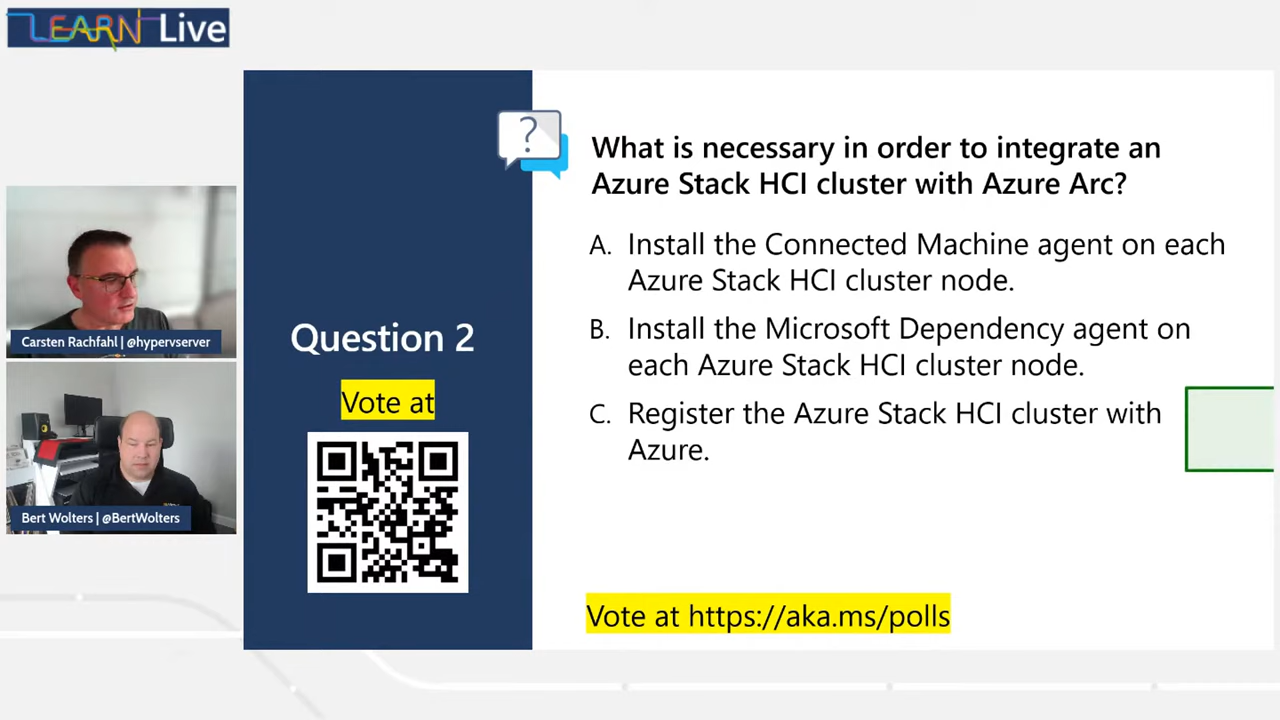 LEARN Live
What is necessary in order to integrate an
Azure Stack HCI cluster with Azure Arc?
A. Install the Connected Machine agent on each
Azure Stack HCI cluster node.
B. Install the Microsoft Dependency agent on
each Azure Stack HCI cluster node.
C. Register the Azure Stack HCI cluster with
Azure.
Question 2
Vote at
Vote at https://aka.ms/polls
Carsten Rachfahl | @hypervserver
Bert Wolters | @BertWolters